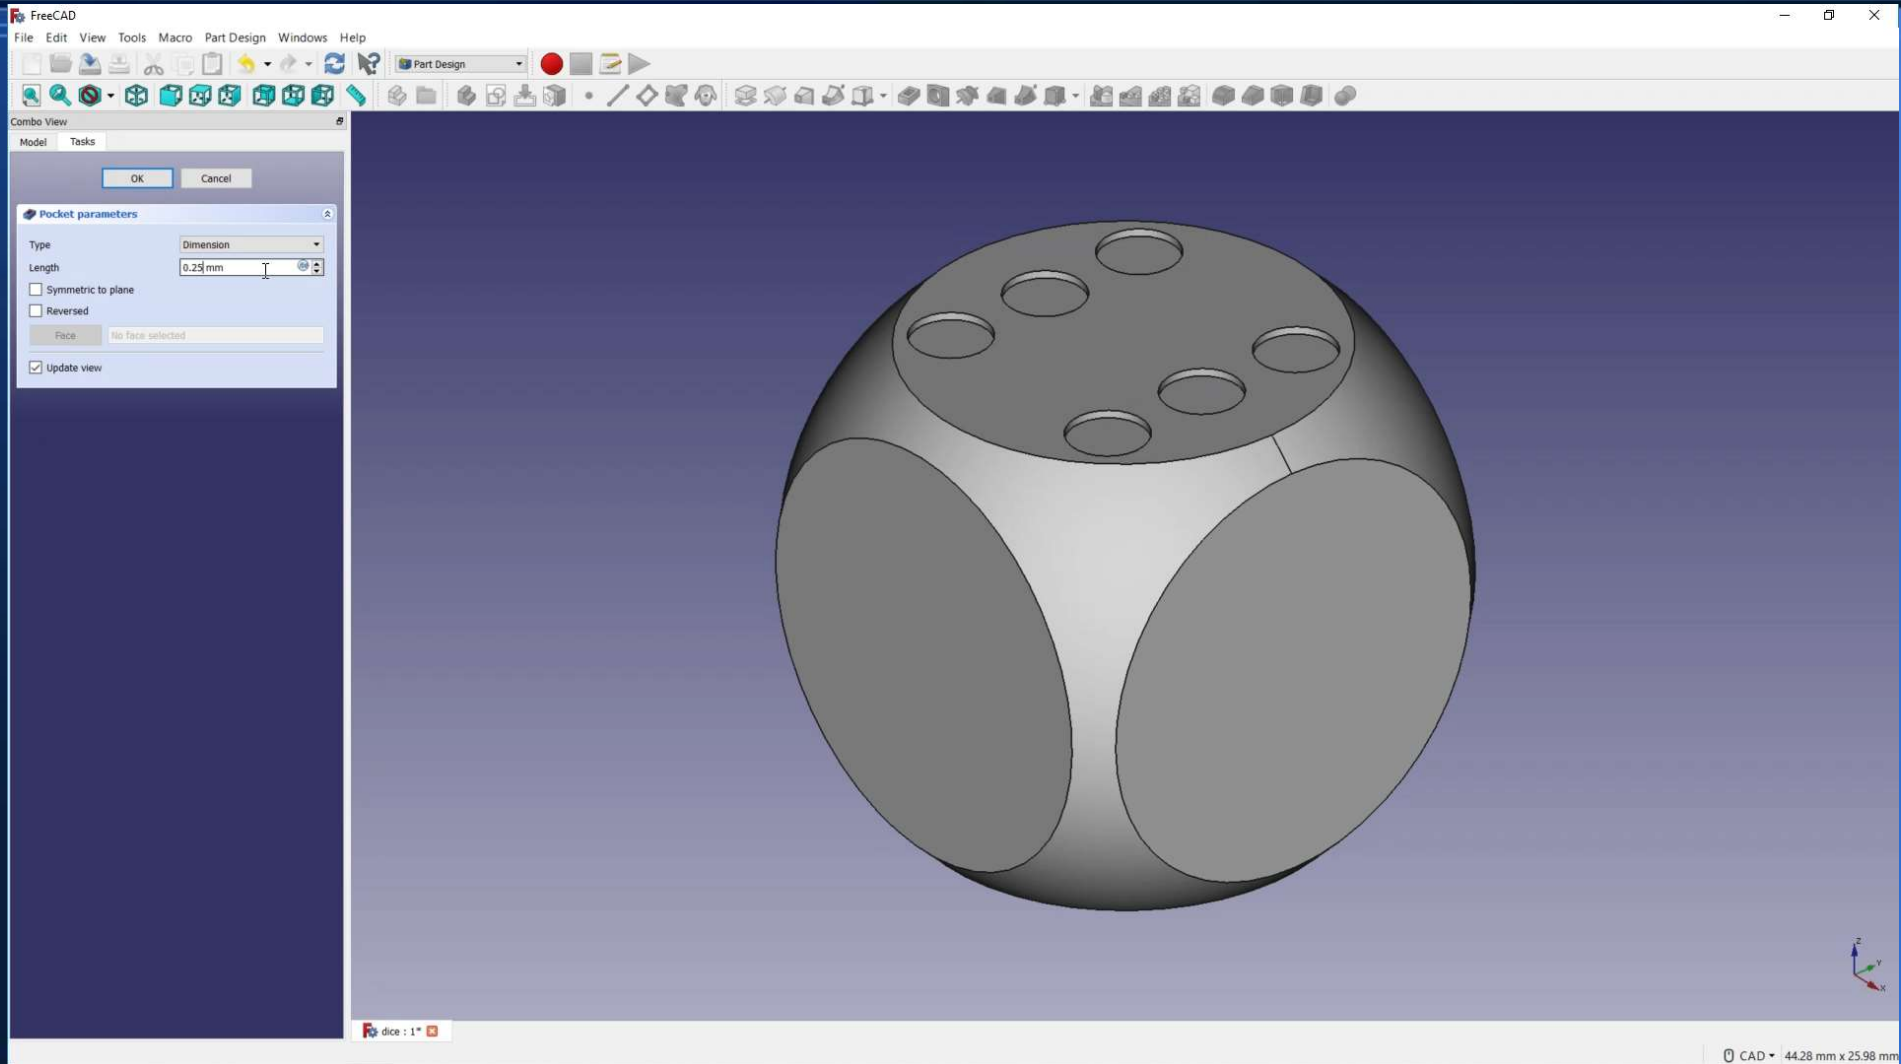 FreeCAD
File Edit View Tools Macro Part Design Windows Help
Part Design
Combo View
Model Tasks
OK Cancel
Pocket parameters
Type Dimension
Length 0.25 mm
Symmetric to plane
Reversed
Face No face selected
Update view
Z
Y
X
dice : 1*
CAD 44.28 mm x 25.98 mm